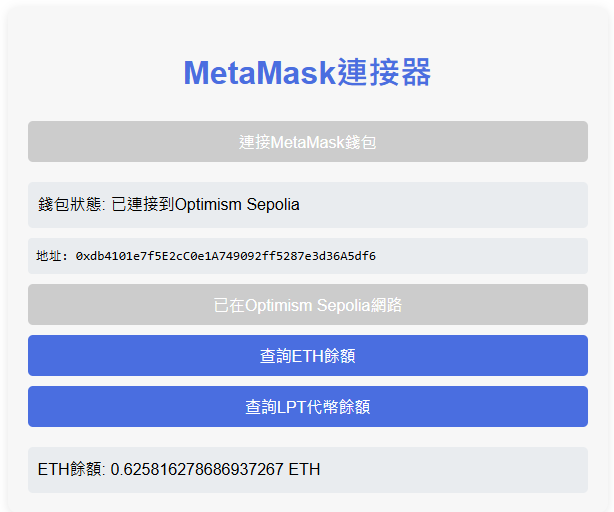 MetaMask連接器
連接MetaMask錢包
錢包狀態: 已連接到Optimism Sepolia
地址: 0xdb4101e7f5E2cC0e1A749092ff5287e3d36A5df6
已在Optimism Sepolia網路
查詢ETH餘額
查詢LPT代幣餘額
ETH餘額: 0.625816278686937267 ETH